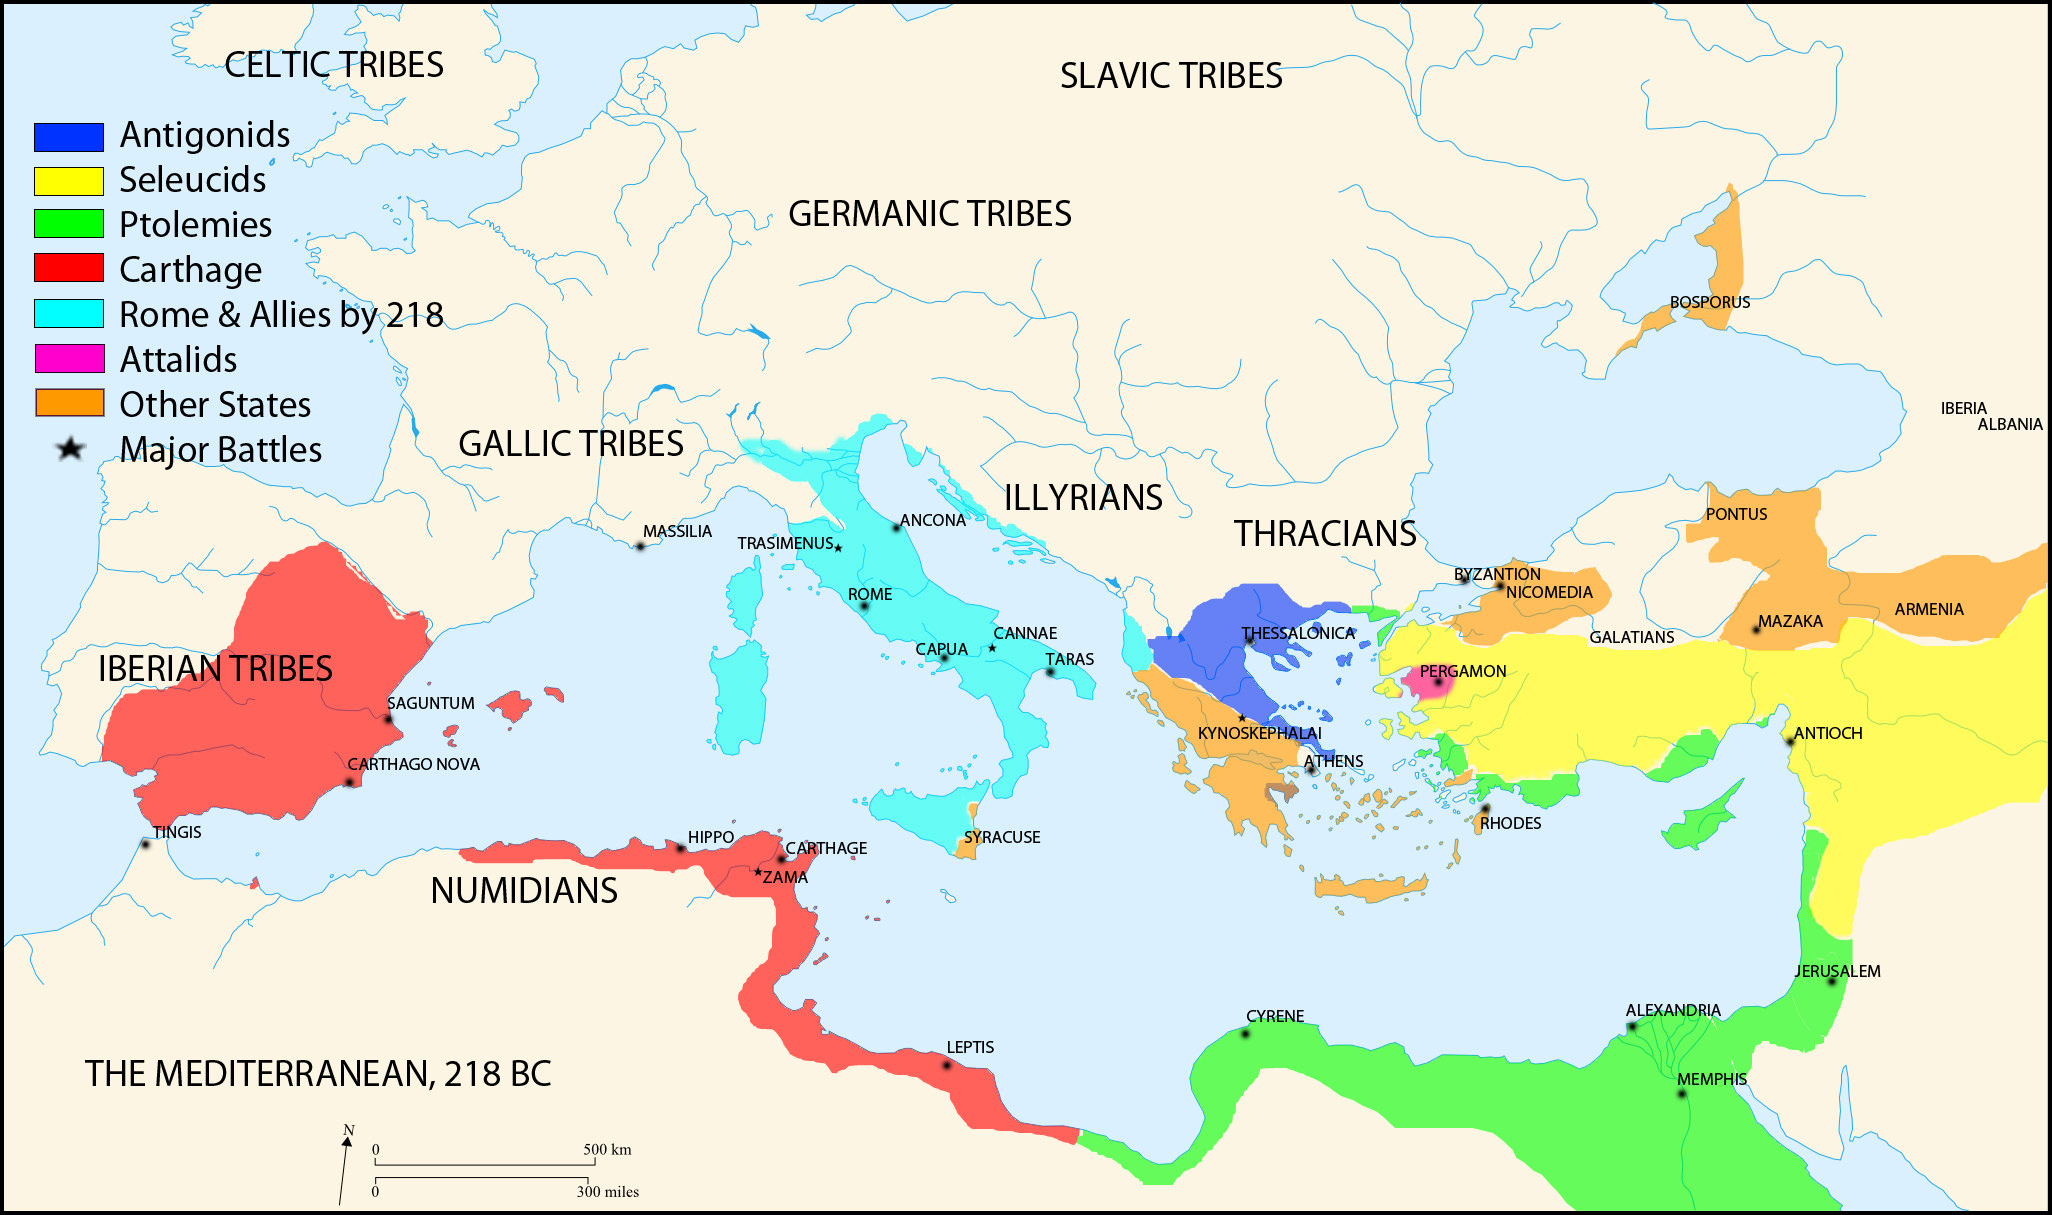 CELTIC TRIBES
SLAVIC TRIBES
Antigonids
Seleucids
Ptolemies
Carthage
Rome & Allies by 218
Attalids
Other States
Major Battles
GERMANIC TRIBES
BOSPORUS
IBERIA
ALBANIA
GALLIC TRIBES
ILLYRIANS
THRACIANS
PONTUS
MASSILIA
ANCONA
TRASIMENUS
ROME
BYZANTION
NICOMEDIA
ARMENIA
MAZAKA
GALATIANS
THESSALONICA
CANNAE
CAPUA
TARAS
IBERIAN TRIBES
PERGAMON
SAGUNTUM
KYNOSKEPHALAI
ANTIOCH
CARTHAGO NOVA
ATHENS
TINGIS
HIPPO
SYRACUSE
RHODES
CARTHAGE
ZAMA
NUMIDIANS
JERUSALEM
CYRENE
ALEXANDRIA
LEPTIS
MEMPHIS
THE MEDITERRANEAN, 218 BC
N
0 500 km
0 300 miles